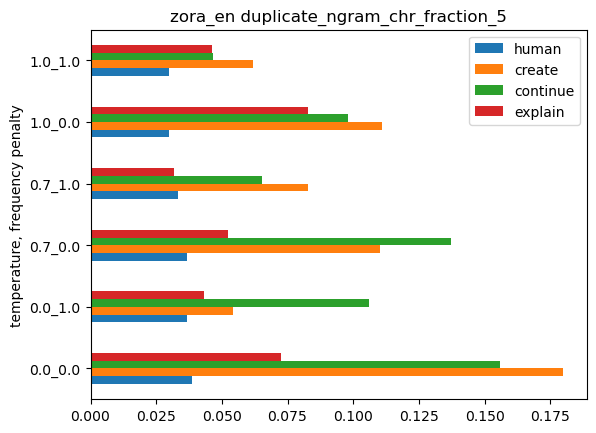 zora_en duplicate_ngram_chr_fraction_5
human
create
continue
explain
temperature, frequency penalty
1.0_1.0
1.0_0.0
0.7_1.0
0.7_0.0
0.0_1.0
0.0_0.0
0.000 0.025 0.050 0.075 0.100 0.125 0.150 0.175